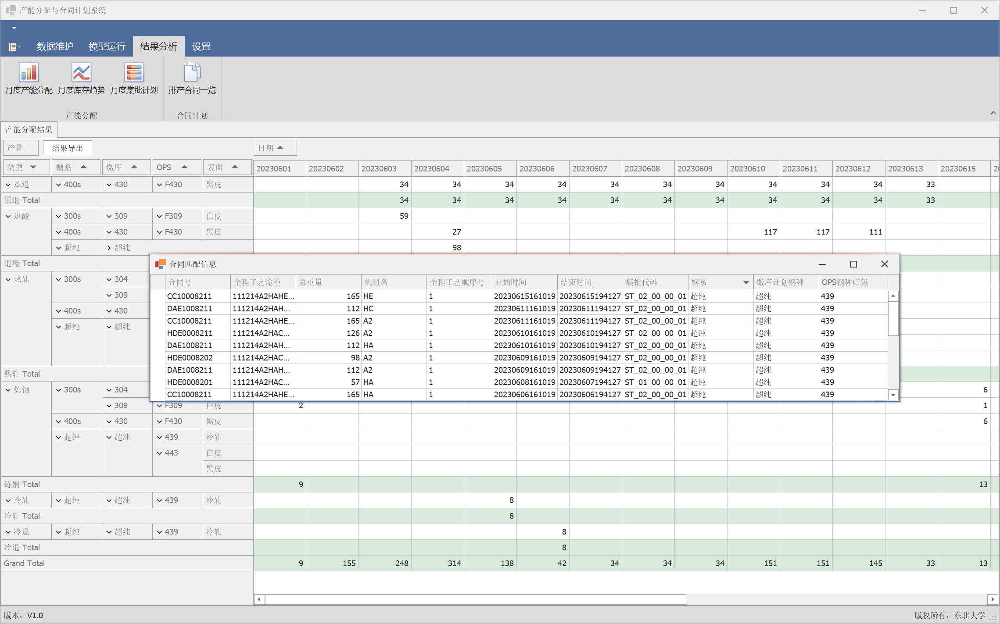 产能分配与合同计划系统
数据维护 模型运行 结果分析 设置
月度产能分配 月度库存趋势 月度集批计划 排产合同一览
产能分配 合同计划
产能分配结果
产量 结果导出 日期
类型 钢系 缴库 OPS 表面 20230601 20230602 20230603 20230604 20230605 20230606 20230607 20230608 20230609 20230610 20230611 20230612 20230613 20230615
罩退 400s 430 F430 黑皮 34 34 34 34 34 34 34 34 34 34 33
罩退 Total 34 34 34 34 34 34 34 34 34 34 33
退酸 300s 309 F309 白皮 59
400s 430 F430 黑皮 27 117 117 111
超纯 超纯 98
退酸 Total
热轧 300s 304
309
400s 430
超纯 超纯
热轧 Total
炼钢 300s 304 6
309 F309 白皮 2 1
400s 430 F430 黑皮 6
超纯 超纯 439 冷轧
443 白皮
黑皮
炼钢 Total 9 13
冷轧 超纯 超纯 439 冷轧 8
冷轧 Total 8
冷退 超纯 超纯 439 冷轧 8
冷退 Total 8
Grand Total 9 155 248 314 138 42 34 34 34 151 151 145 33 13
合同匹配信息
合同号 全程工艺途径 总重量 机组名 全程工艺顺序号 开始时间 结束时间 集批代码 钢系 缴库计划钢种 OPS钢种归集
CC10008211 111214A2HAHE... 165 HE 1 20230615161019 20230615194127 ST_02_00_00_01 超纯 超纯 439
DAE1008211 111214A2HAH... 112 HC 1 20230611161019 20230611194127 ST_02_00_00_01 超纯 超纯 439
CC10008211 111214A2HAHE... 165 A2 1 20230611161019 20230611194127 ST_02_00_00_01 超纯 超纯 439
HDE0008211 111214A2HAC... 126 A2 1 20230610161019 20230610194127 ST_02_00_00_01 超纯 超纯 439
DAE1008211 111214A2HAH... 112 HA 1 20230610161019 20230610194127 ST_02_00_00_01 超纯 超纯 439
HDE0008202 111214A2HAC... 98 A2 1 20230609161019 20230609194127 ST_02_00_00_01 超纯 超纯 439
DAE1008211 111214A2HAH... 112 A2 1 20230609161019 20230609194127 ST_02_00_00_01 超纯 超纯 439
HDE0008201 111214A2HAC... 57 HA 1 20230608161019 20230607194127 ST_01_00_00_01 超纯 超纯 439
CC10008211 111214A2HAHE... 165 HA 1 20230606161019 20230606194127 ST_02_00_00_01 超纯 超纯 439
版本：V1.0 版权所有：东北大学